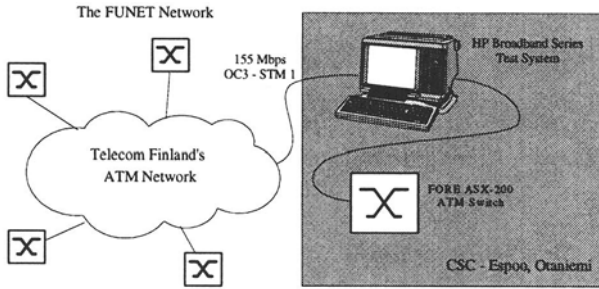 The FUNET Network
155 Mbps
OC3 - STM 1
HP Broadband Series
Test System
Telecom Finland's
ATM Network
FORE ASX-200
ATM Switch
CSC - Espoo, Otaniemi